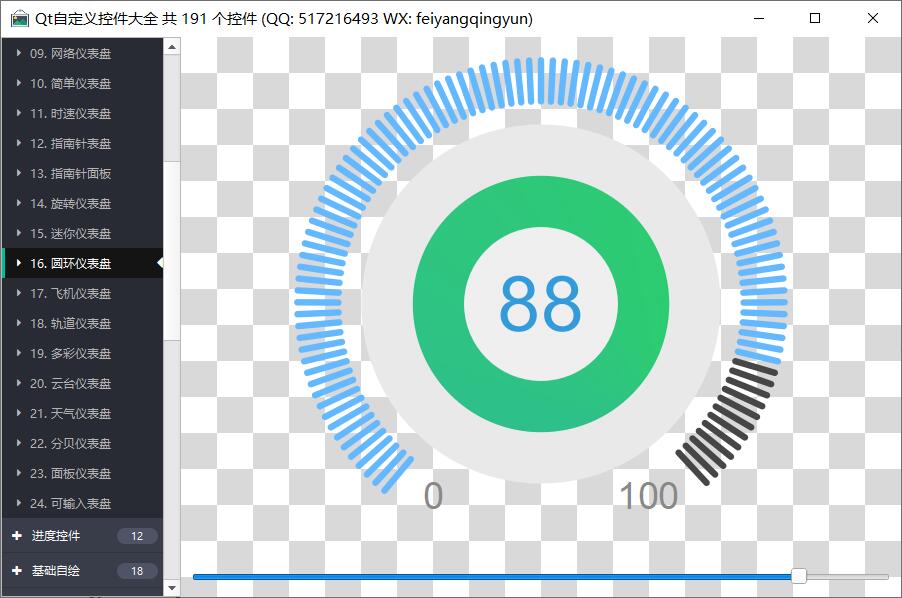 Qt自定义控件大全 共 191 个控件 (QQ: 517216493 WX: feiyangqingyun)
09. 网络仪表盘
10. 简单仪表盘
11. 时速仪表盘
12. 指南针表盘
13. 指南针面板
14. 旋转仪表盘
15. 迷你仪表盘
16. 圆环仪表盘
17. 飞机仪表盘
18. 轨道仪表盘
19. 多彩仪表盘
20. 云台仪表盘
21. 天气仪表盘
22. 分贝仪表盘
23. 面板仪表盘
24. 可输入表盘
进度控件 12
基础自绘 18
88
0 100